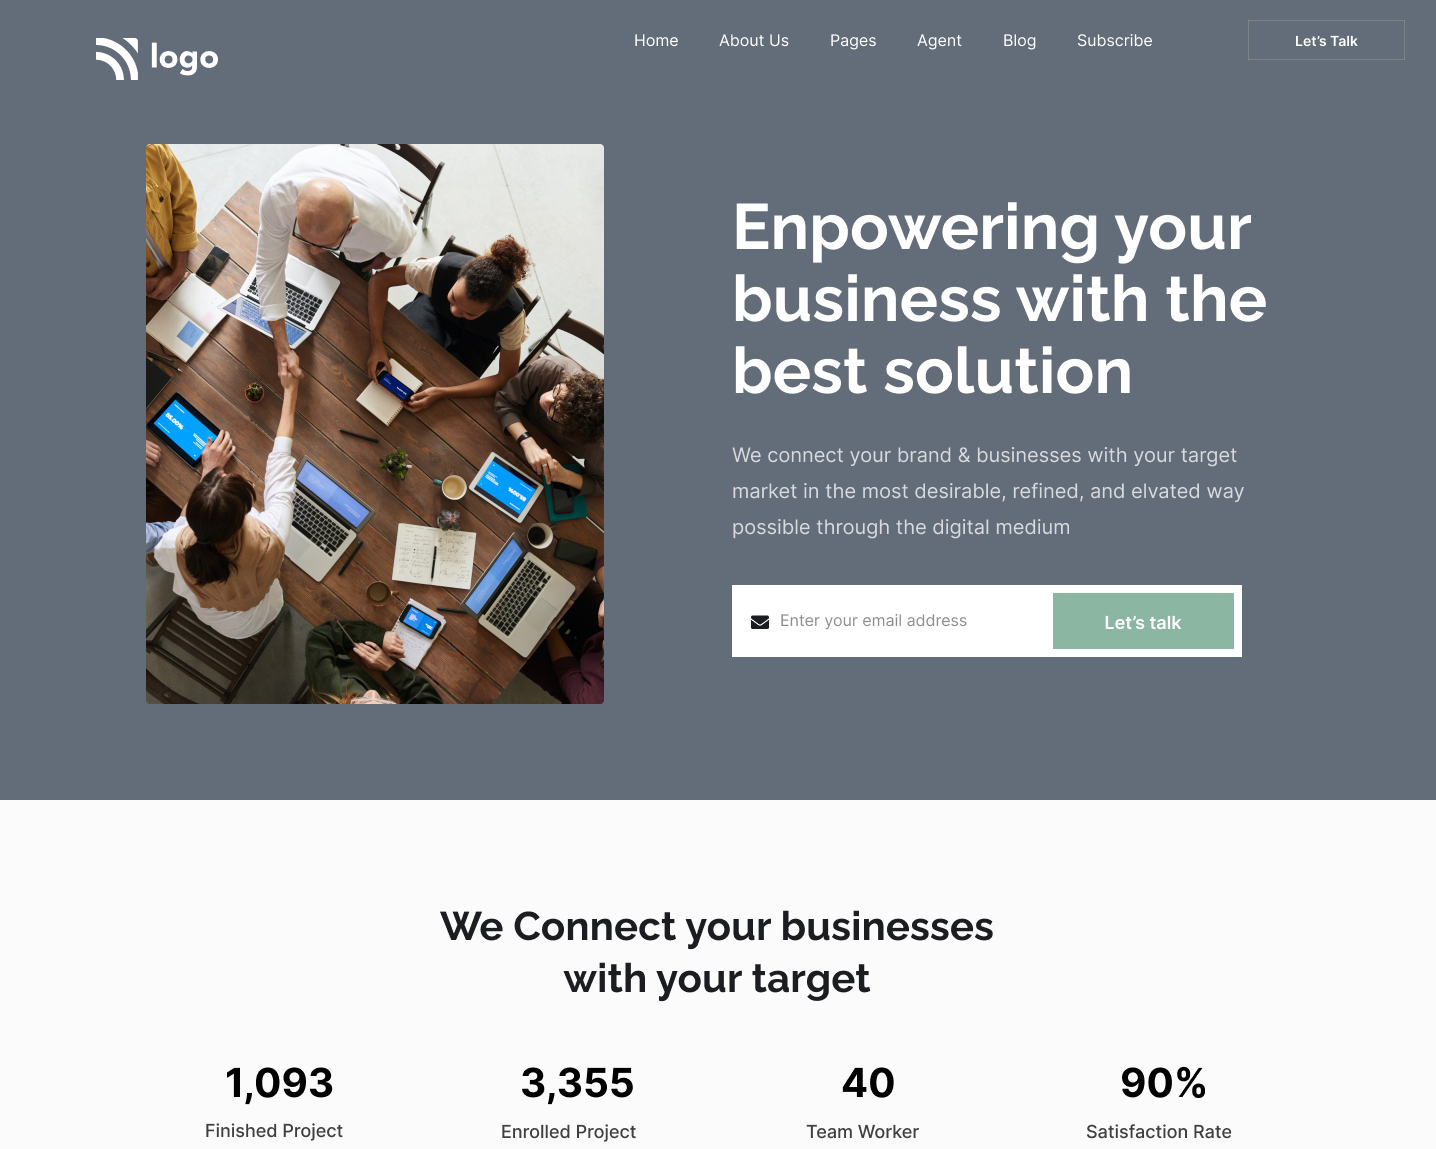 logo
Home About Us Pages Agent Blog Subscribe Let’s Talk
Enpowering your
business with the
best solution
We connect your brand & businesses with your target
market in the most desirable, refined, and elvated way
possible through the digital medium
Enter your email address Let’s talk
We Connect your businesses
with your target
1,093 3,355 40 90%
Finished Project Enrolled Project Team Worker Satisfaction Rate